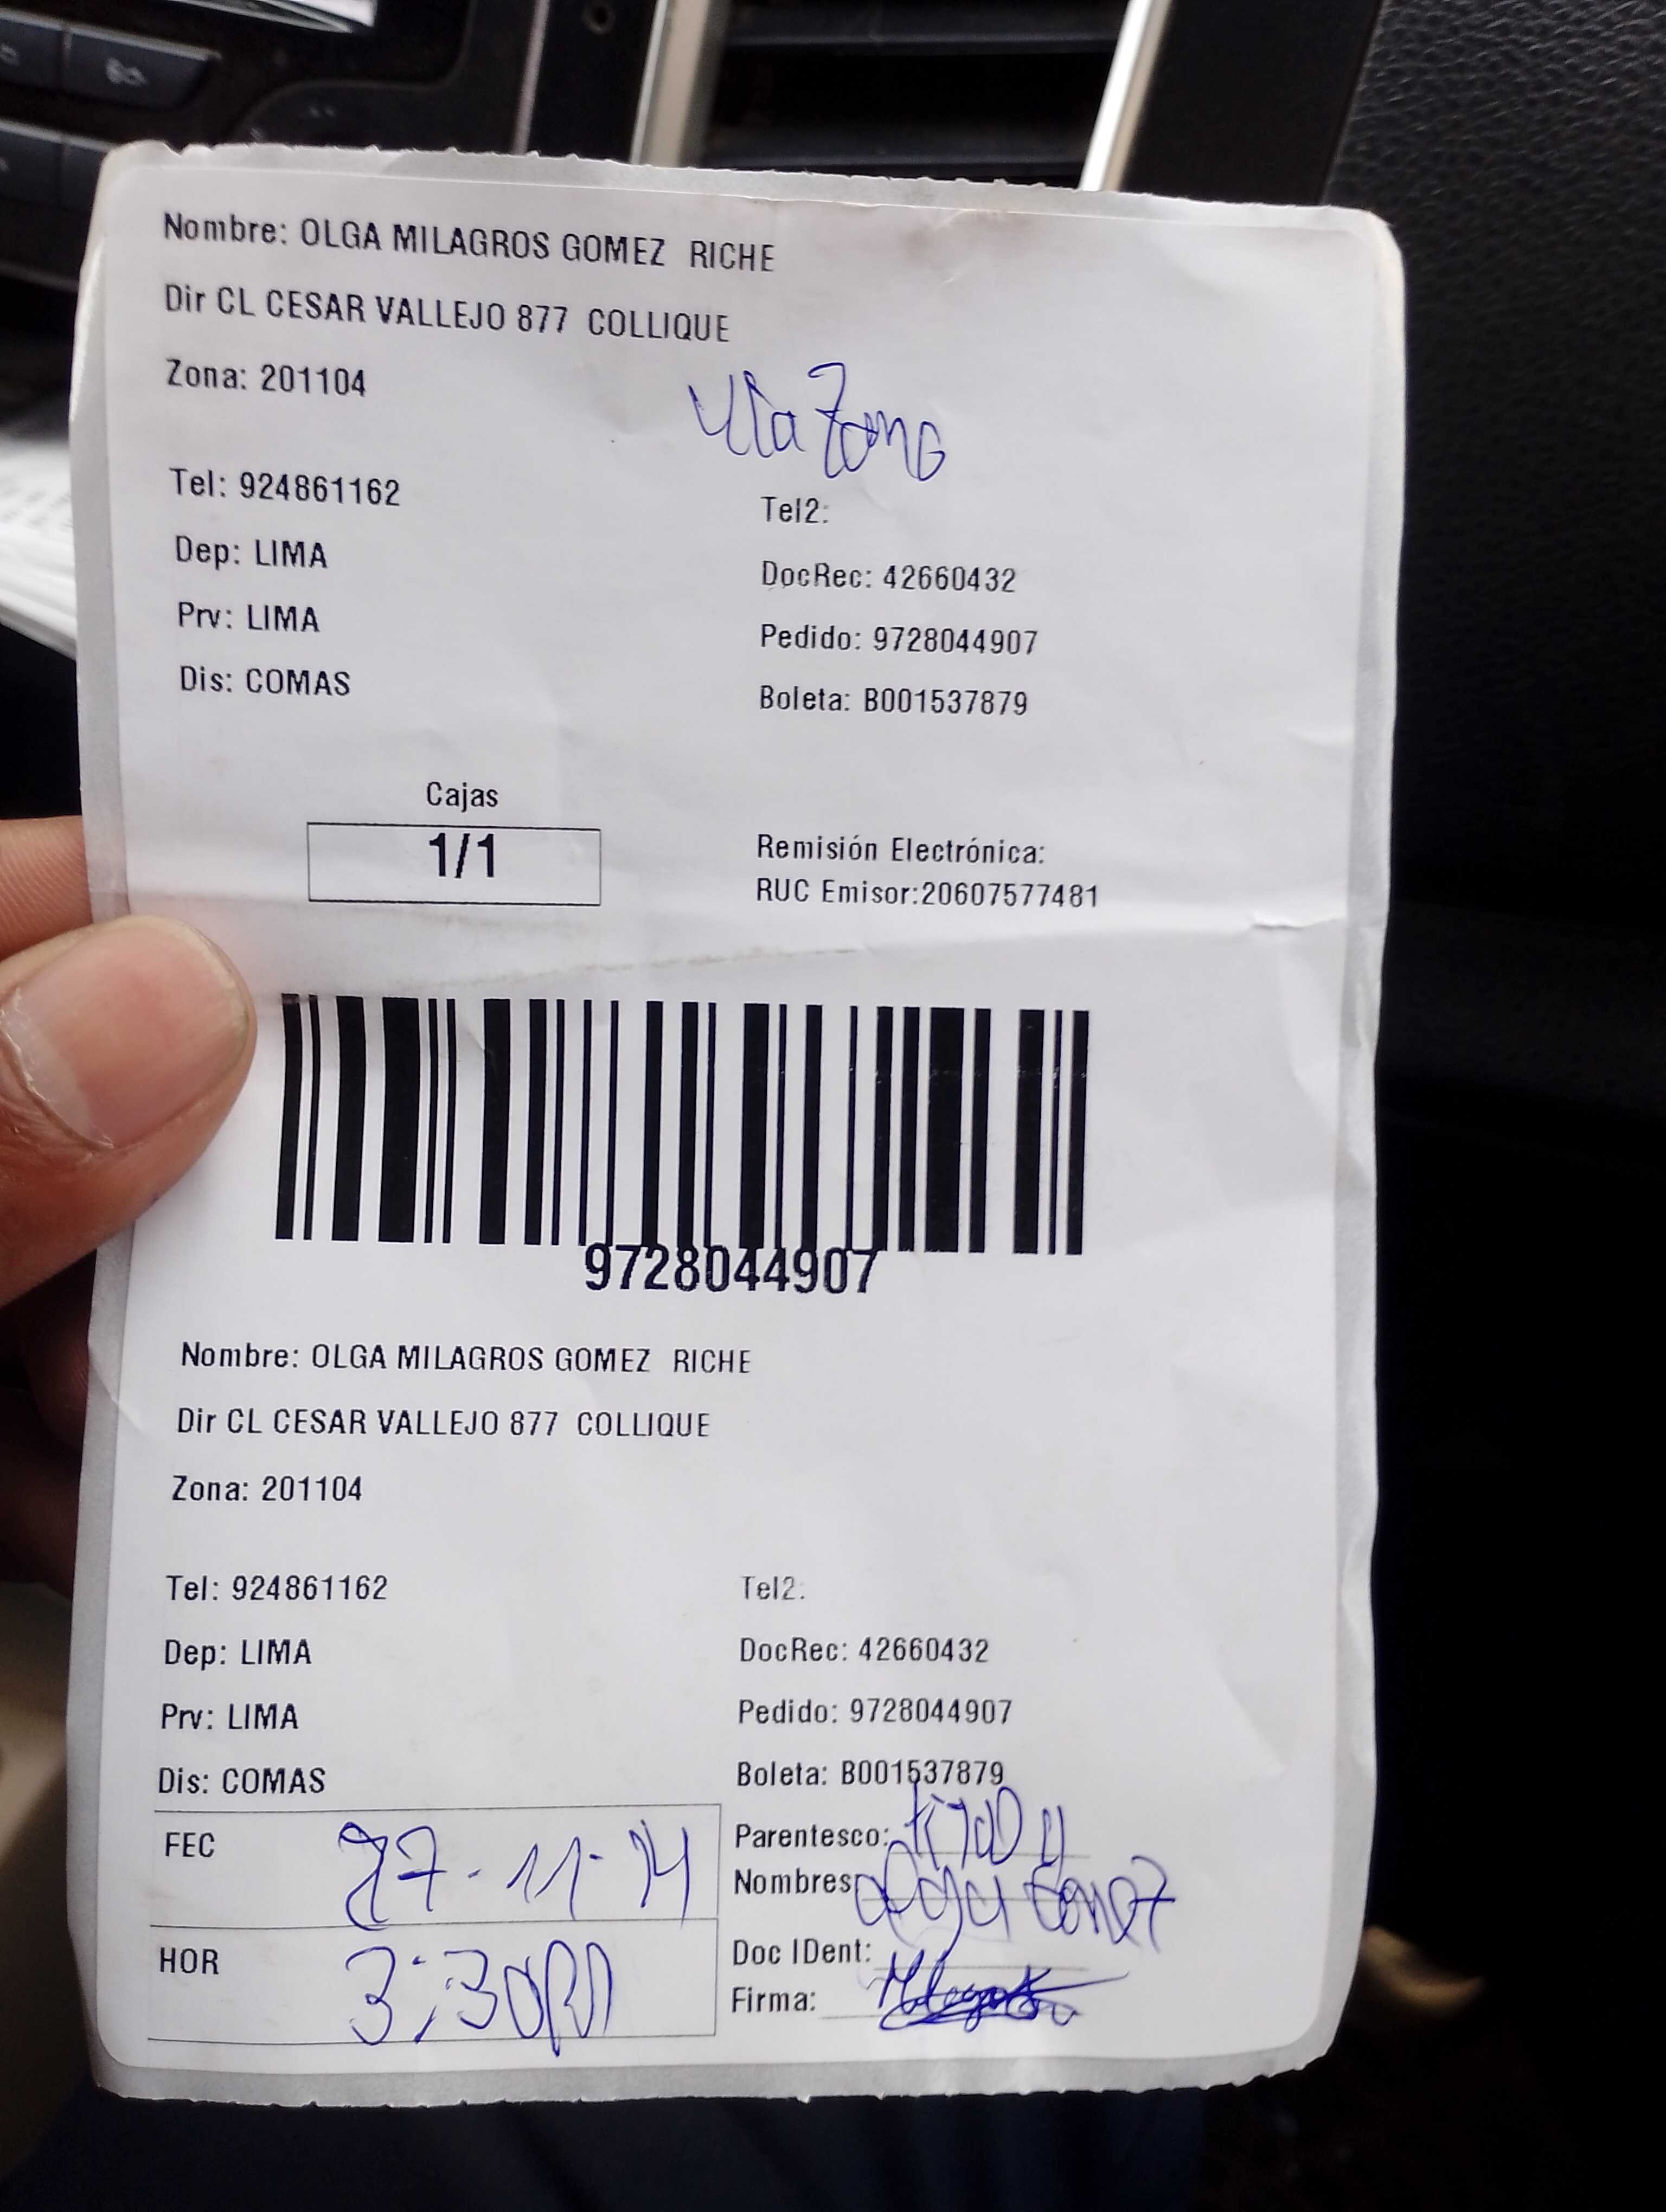 Nombre: OLGA MILAGROS GOMEZ RICHE
Dir CL CESAR VALLEJO 877 COLLIQUE
Zona: 201104
Tel: 924861162
Tel2:
Dep: LIMA
DocRec: 42660432
Prv: LIMA
Pedido: 9728044907
Dis: COMAS
Boleta: B001537879
Cajas
1/1
Remisión Electrónica:
RUC Emisor:20607577481
9728044907
Nombre: OLGA MILAGROS GOMEZ RICHE
Dir CL CESAR VALLEJO 877 COLLIQUE
Zona: 201104
Tel: 924861162
Tel2:
Dep: LIMA
DocRec: 42660432
Prv: LIMA
Pedido: 9728044907
Dis: COMAS
Boleta: B001537879
FEC 27-11-
Parentesco:
Nombres
HOR 3:30pm
Doc IDent:
Firma: